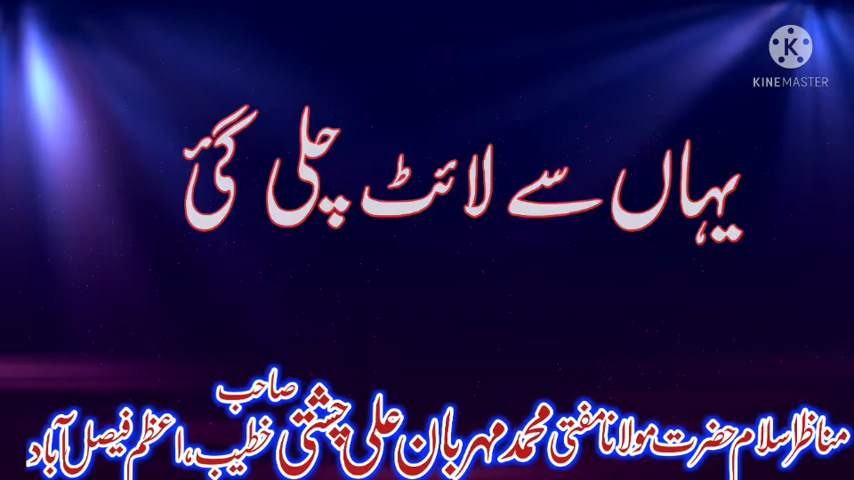 KINEMASTER
یہاں سے لائٹ چلی گئ
مناظر اسلام حضرت مولانا مفتی محمد مہربان علی چشتی صاحب خطیب، اعظم فیصل آباد